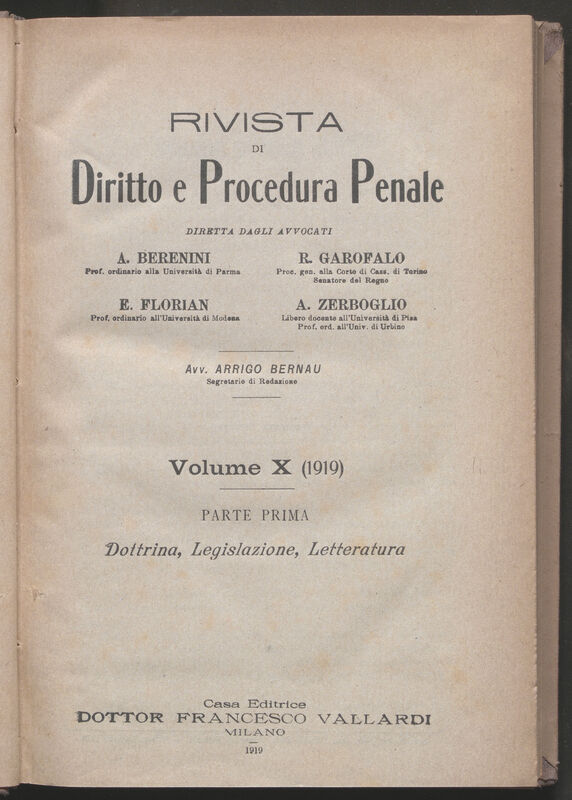 RIVISTA
DI
Diritto e Procedura Penale
DIRETTA DAGLI AVVOCATI
A. BERENINI
Prof. ordinario alla Università di Parma
R. GAROFALO
Proc. gen. alla Corte di Cass. di Torino
Senatore del Regno
E. FLORIAN
Prof. ordinario all'Università di Modena
A. ZERBOGLIO
Libero docente all'Università di Pisa
Prof. ord. all'Univ. di Urbino
Avv. ARRIGO BERNAU
Segretario di Redazione
Volume X (1919)
PARTE PRIMA
Dottrina, Legislazione, Letteratura
Casa Editrice
DOTTOR FRANCESCO VALLARDI
MILANO
1919